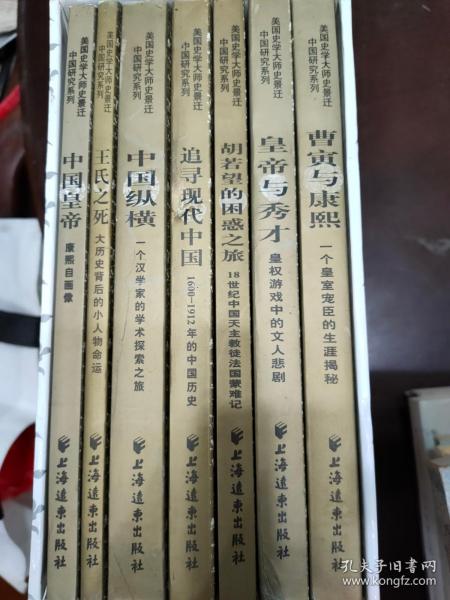 美国史学大师史景迁
中国研究系列
中国皇帝
康熙自画像
上海远东出版社
美国史学大师史景迁
中国研究系列
王氏之死
大历史背后的小人物命运
上海远东出版社
美国史学大师史景迁
中国研究系列
中国纵横
一个汉学家的学术探索之旅
上海远东出版社
美国史学大师史景迁
中国研究系列
追寻现代中国
1600-1912年的中国历史
上海远东出版社
美国史学大师史景迁
中国研究系列
胡若望的困惑之旅
18世纪中国天主教徒法国蒙难记
上海远东出版社
美国史学大师史景迁
中国研究系列
皇帝与秀才
皇权游戏中的文人悲剧
上海远东出版社
美国史学大师史景迁
中国研究系列
曹寅与康熙
一个皇室宠臣的生涯揭秘
上海远东出版社
孔夫子旧书网
www.kongfz.com